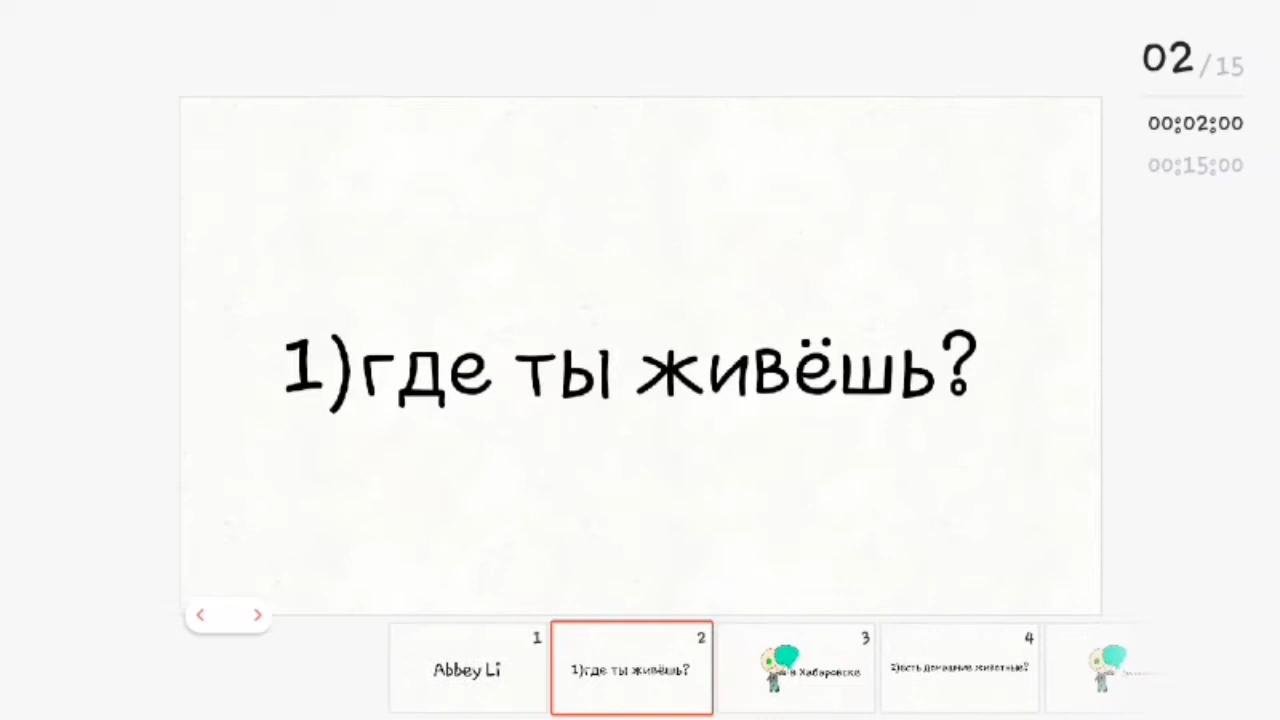 02/15
00:02:00
00:15:00
1)где ты живёшь?
1
Abbey Li
2
1)где ты живёшь?
3
в Хабаровске
4
2)есть домашние животные?